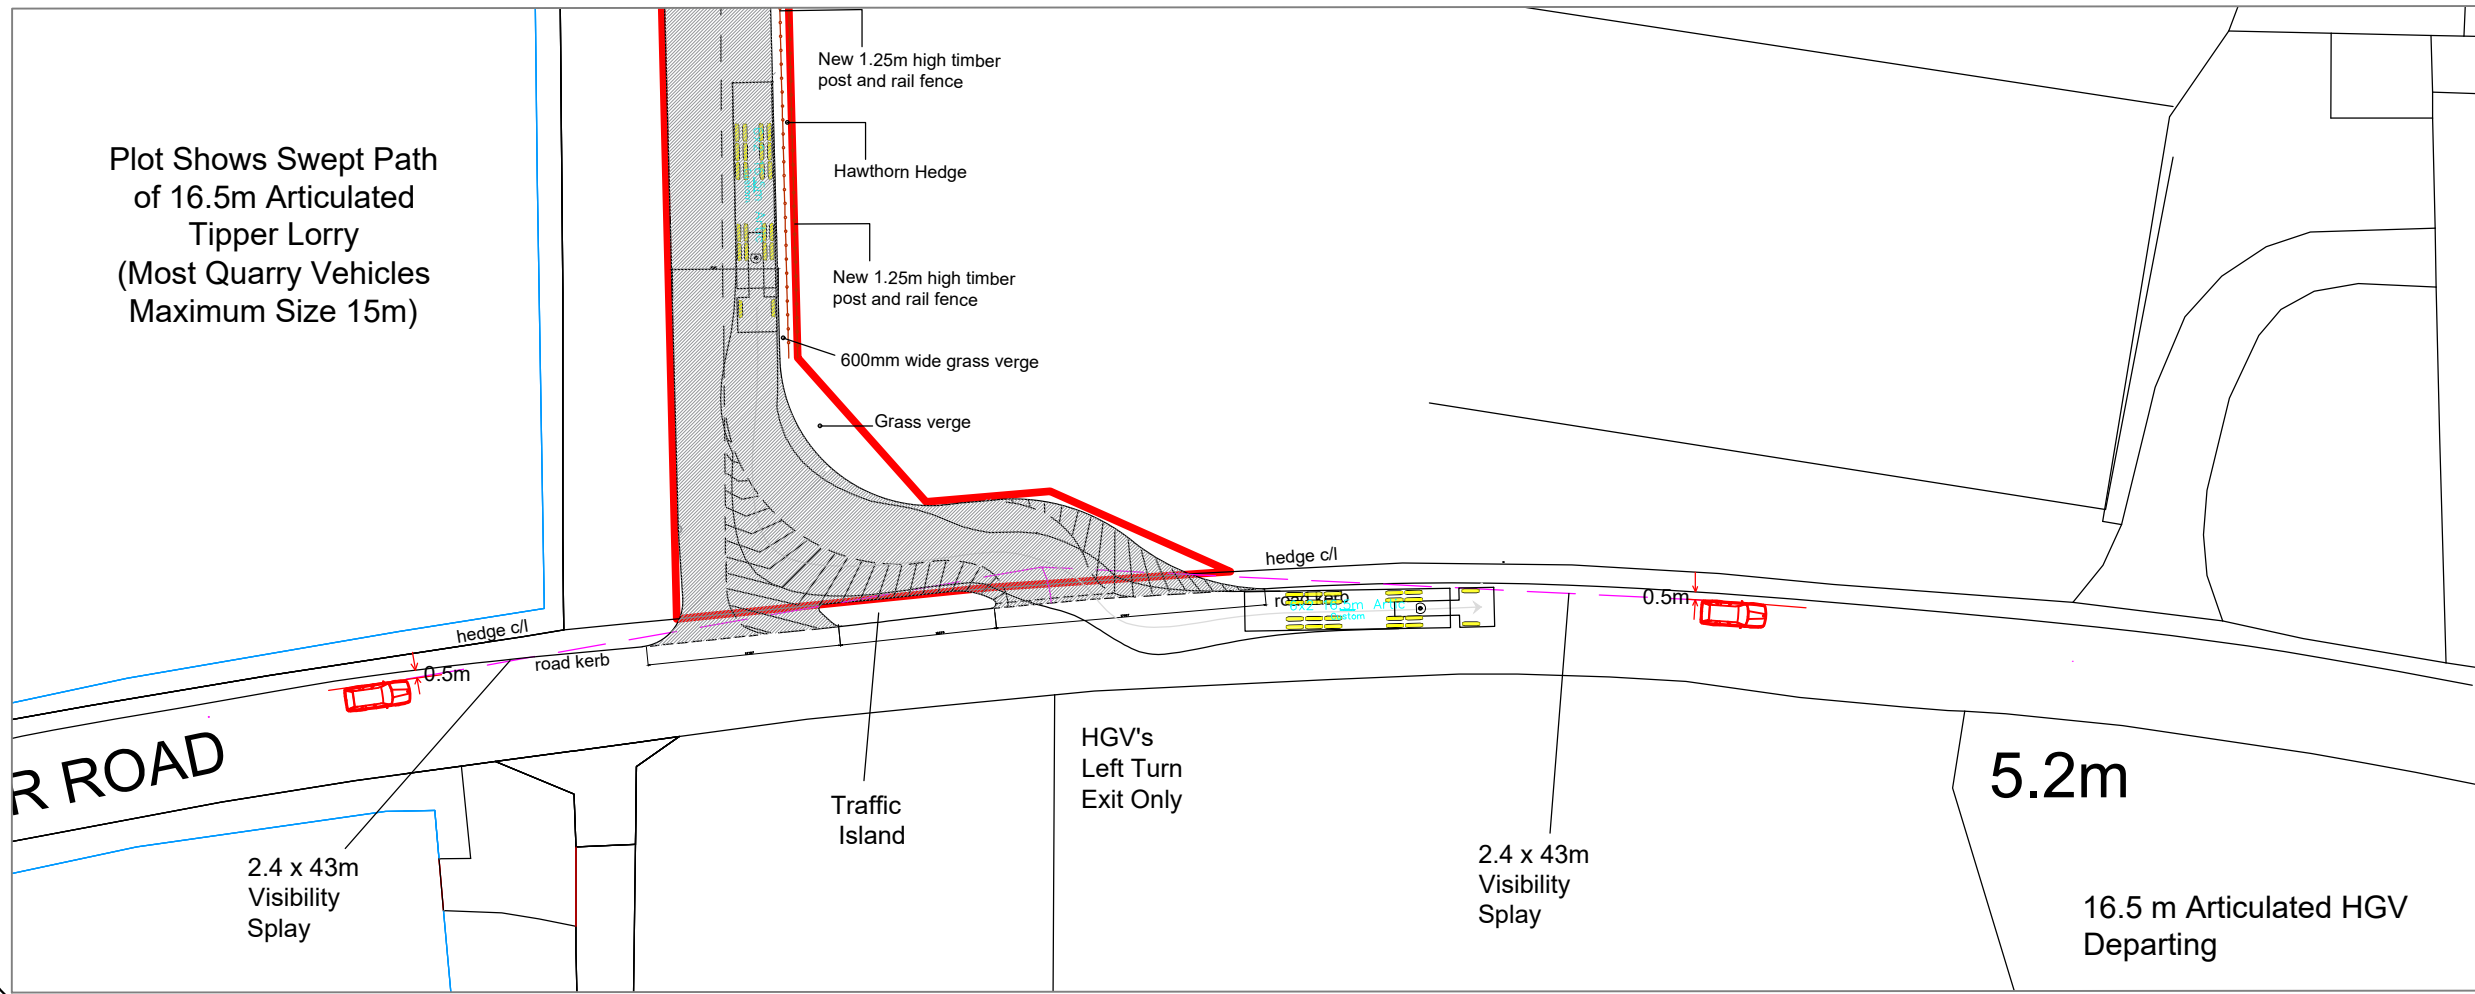 New 1.25m high timber
post and rail fence
Plot Shows Swept Path
of 16.5m Articulated
Tipper Lorry
(Most Quarry Vehicles
Maximum Size 15m)
Hawthorn Hedge
New 1.25m high timber
post and rail fence
600mm wide grass verge
Grass verge
hedge c/l
road kerb
0.5m
hedge c/l
road kerb
0.5m
R ROAD
Traffic
Island
HGV's
Left Turn
Exit Only
5.2m
2.4 x 43m
Visibility
Splay
2.4 x 43m
Visibility
Splay
16.5 m Articulated HGV
Departing